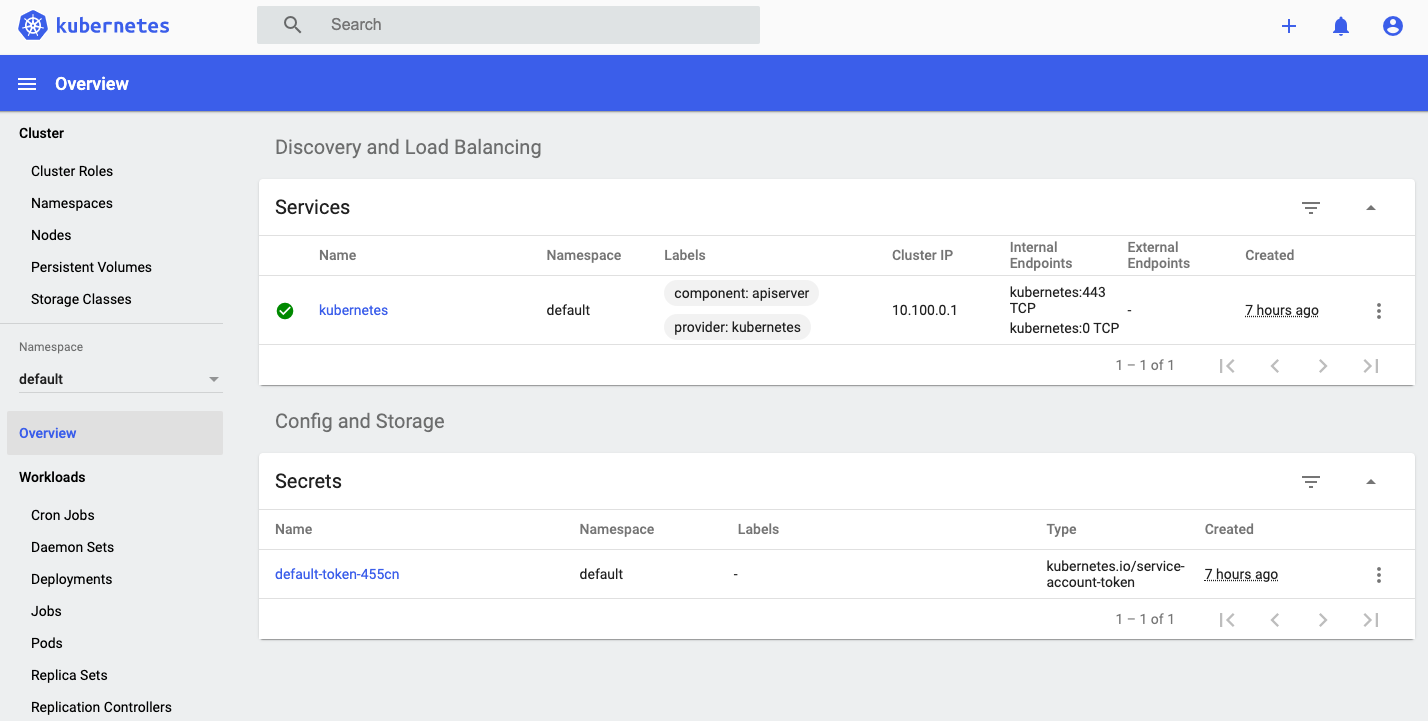 kubernetes
Search
Overview
Cluster
Cluster Roles
Namespaces
Nodes
Persistent Volumes
Storage Classes
Namespace
default
Overview
Workloads
Cron Jobs
Daemon Sets
Deployments
Jobs
Pods
Replica Sets
Replication Controllers
Discovery and Load Balancing
Services
Name Namespace Labels Cluster IP Internal Endpoints External Endpoints Created
kubernetes default component: apiserver 10.100.0.1 kubernetes:443 TCP - 7 hours ago
provider: kubernetes kubernetes:0 TCP
1 – 1 of 1
Config and Storage
Secrets
Name Namespace Labels Type Created
default-token-455cn default - kubernetes.io/service-account-token 7 hours ago
1 – 1 of 1